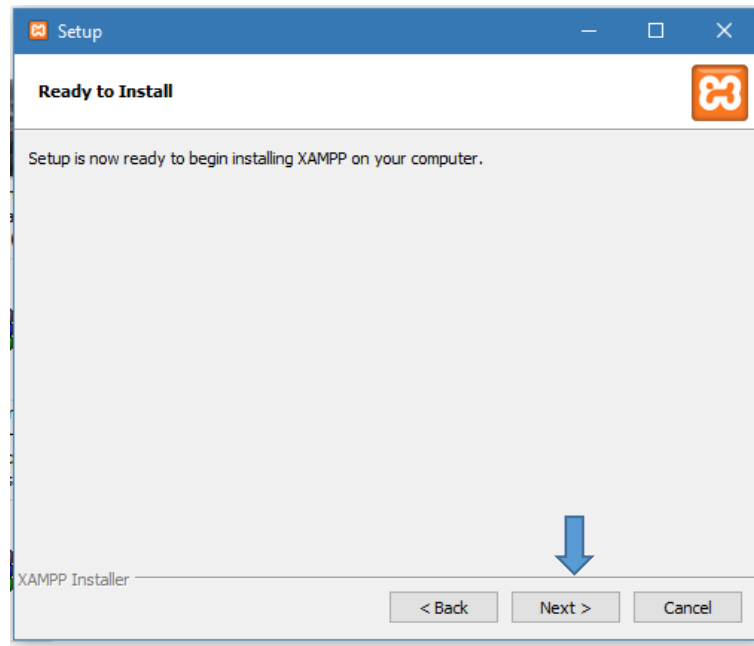 Setup
Ready to Install
Setup is now ready to begin installing XAMPP on your computer.
XAMPP Installer
< Back Next > Cancel